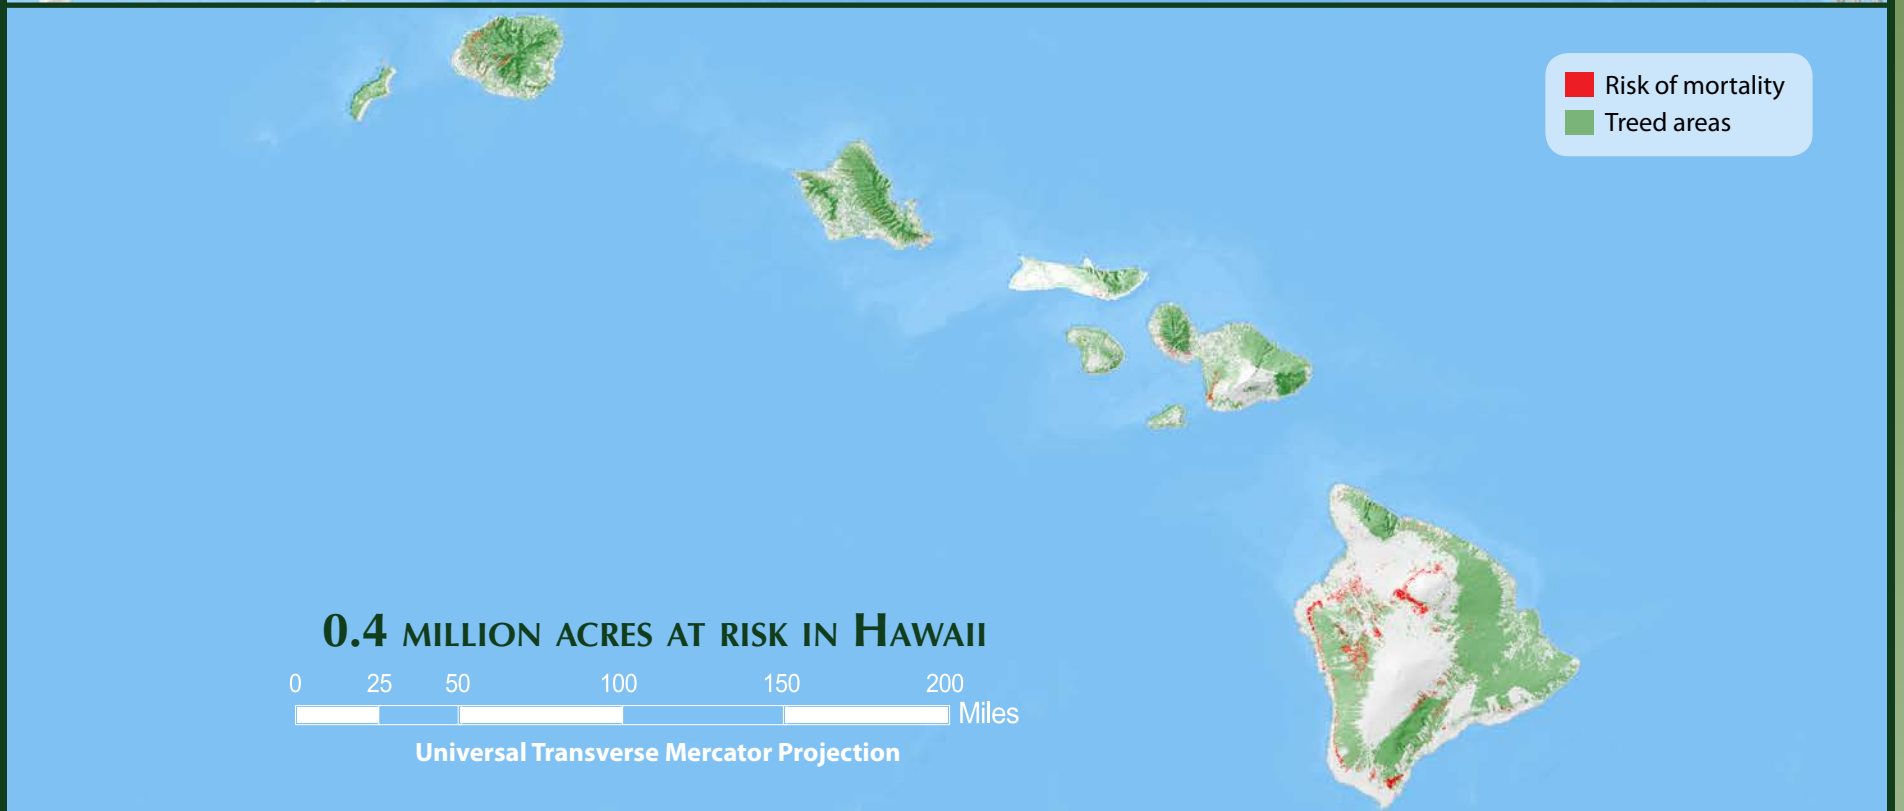 Risk of mortality
Treed areas
0.4 MILLION ACRES AT RISK IN HAWAII
0 25 50 100 150 200
Miles
Universal Transverse Mercator Projection